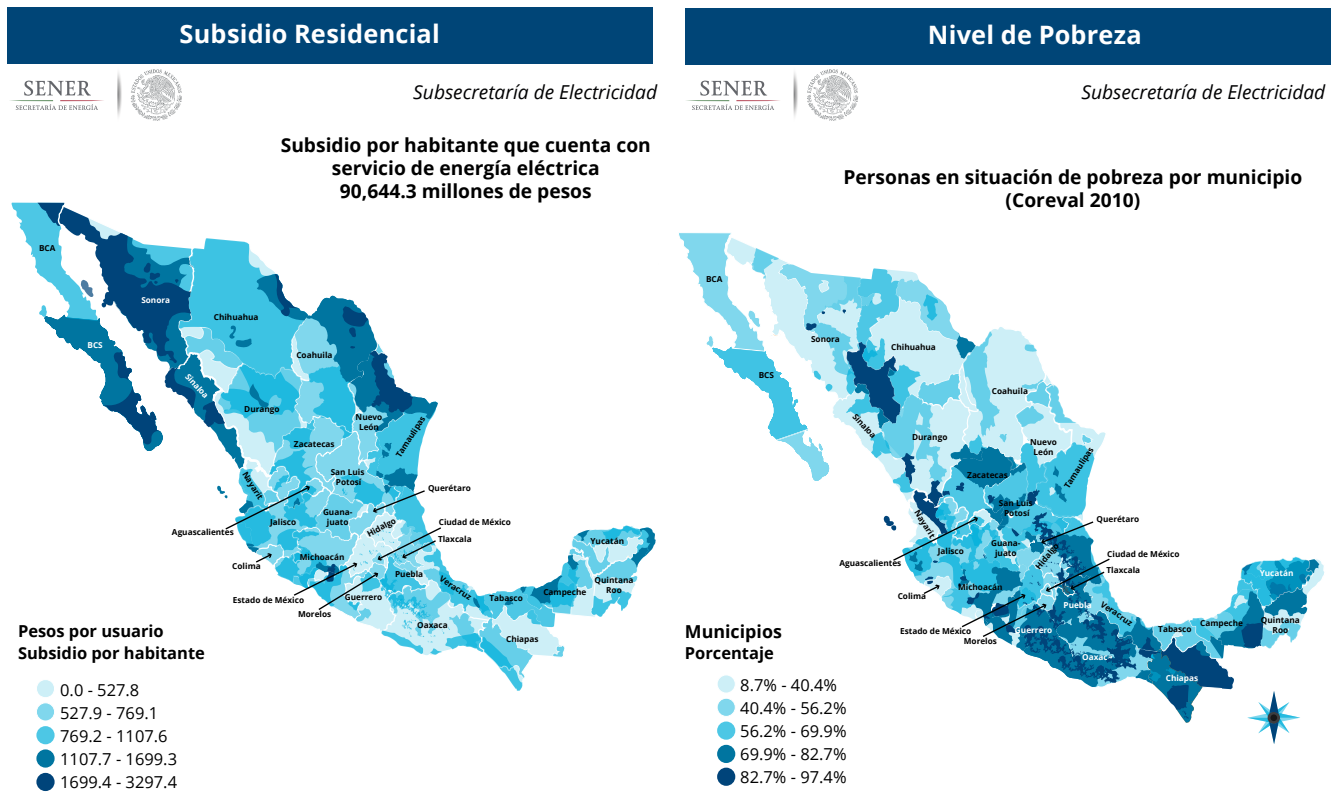 Subsidio Residencial
SENER
SECRETARÍA DE ENERGÍA
ESTADOS UNIDOS MEXICANOS
Subsecretaría de Electricidad
Subsidio por habitante que cuenta con
servicio de energía eléctrica
90,644.3 millones de pesos
BCA
Sonora
Chihuahua
BCS
Coahuila
Sinaloa
Durango
Nuevo
León
Tamaulipas
Zacatecas
San Luis
Potosí
Nayarit
Querétaro
Aguascalientes
Jalisco
Guana-
juato
Hidalgo
Ciudad de México
Tlaxcala
Colima
Michoacán
Yucatán
Puebla
Veracruz
Quintana
Roo
Campeche
Estado de México
Guerrero
Tabasco
Morelos
Oaxaca
Chiapas
Pesos por usuario
Subsidio por habitante
0.0 - 527.8
527.9 - 769.1
769.2 - 1107.6
1107.7 - 1699.3
1699.4 - 3297.4
Nivel de Pobreza
SENER
SECRETARÍA DE ENERGÍA
ESTADOS UNIDOS MEXICANOS
Subsecretaría de Electricidad
Personas en situación de pobreza por municipio
(Coreval 2010)
BCA
Sonora
Chihuahua
BCS
Coahuila
Sinaloa
Durango
Nuevo
León
Tamaulipas
Zacatecas
San Luis
Potosí
Nayarit
Querétaro
Jalisco
Guana-
juato
Hidalgo
Ciudad de México
Aguascalientes
Tlaxcala
Yucatán
Michoacán
Colima
Puebla
Veracruz
Quintana
Roo
Campeche
Tabasco
Estado de México
Guerrero
Morelos
Oaxac
Chiapas
Municipios
Porcentaje
8.7% - 40.4%
40.4% - 56.2%
56.2% - 69.9%
69.9% - 82.7%
82.7% - 97.4%